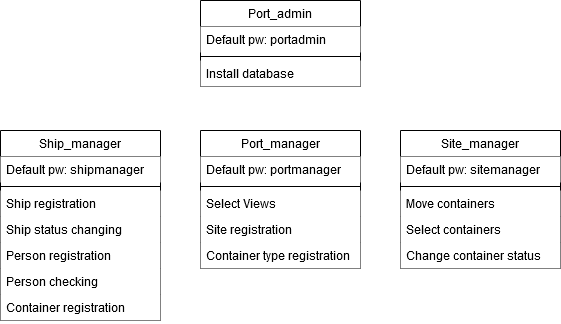 Port_admin
Default pw: portadmin
Install database
Ship_manager
Default pw: shipmanager
Ship registration
Ship status changing
Person registration
Person checking
Container registration
Port_manager
Default pw: portmanager
Select Views
Site registration
Container type registration
Site_manager
Default pw: sitemanager
Move containers
Select containers
Change container status